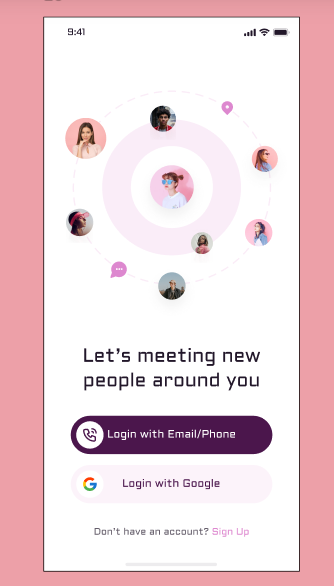 9:41
Let's meeting new
people around you
Login with Email/Phone
Login with Google
Don't have an account? Sign Up